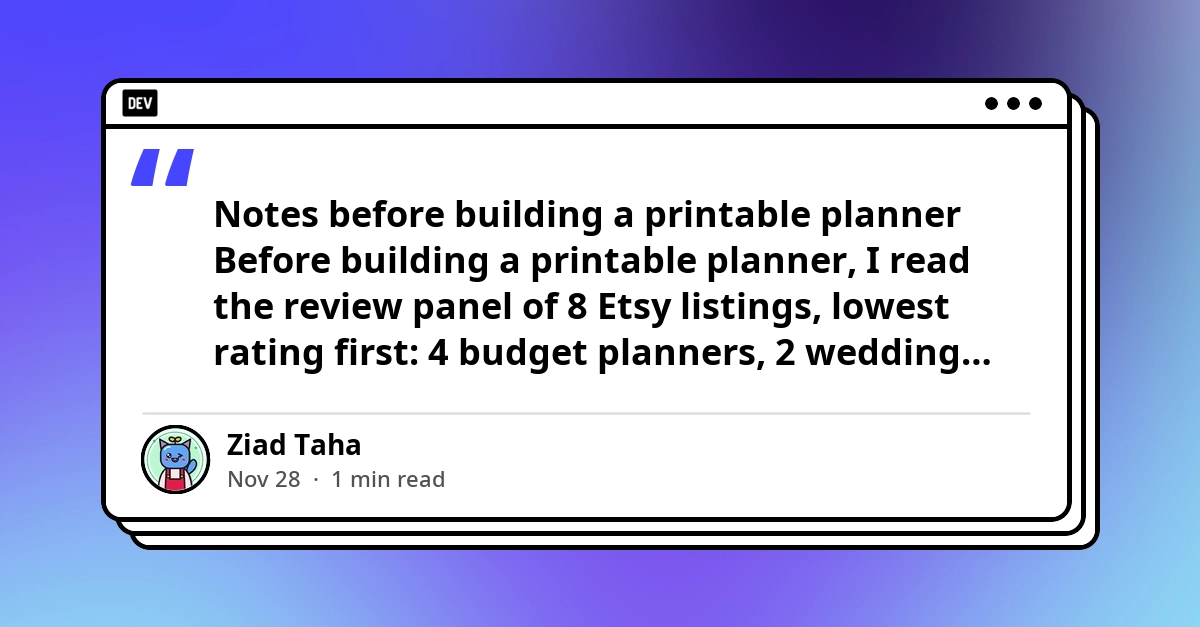 DEV
Notes before building a printable planner
Before building a printable planner, I read
the review panel of 8 Etsy listings, lowest
rating first: 4 budget planners, 2 wedding...
Ziad Taha
Nov 28 · 1 min read